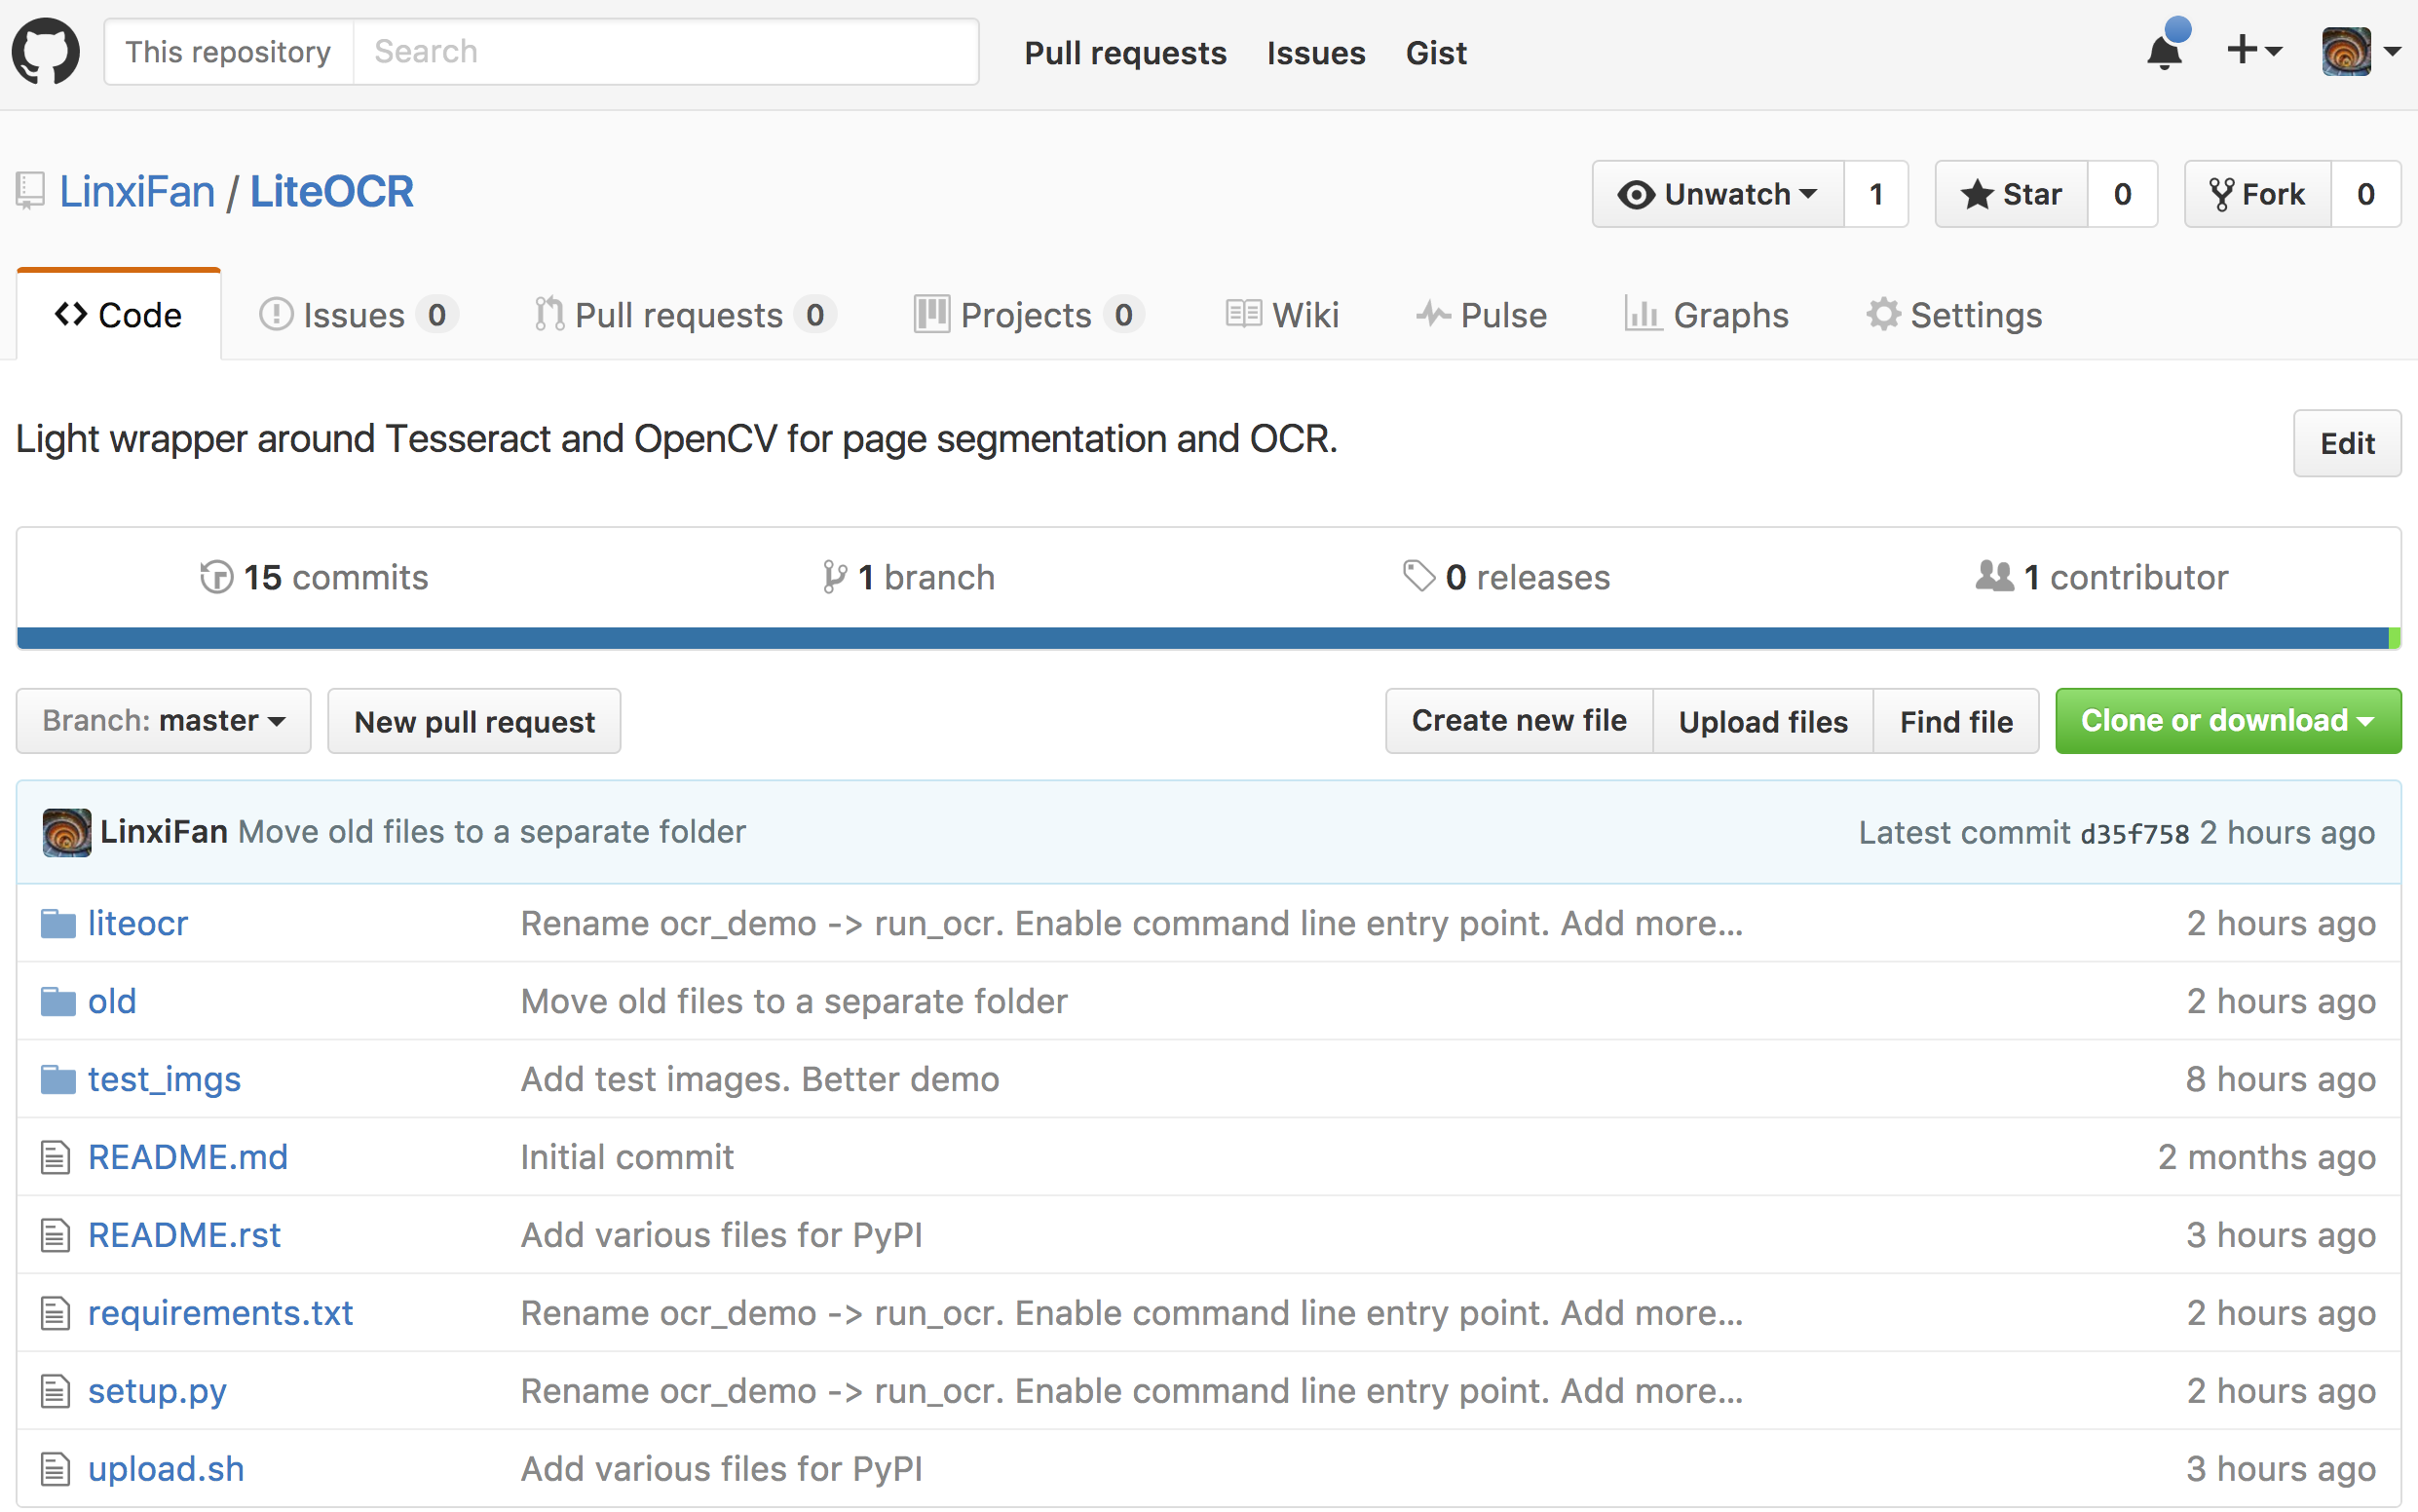 This repository Search Pull requests Issues Gist
LinxiFan / LiteOCR Unwatch 1 Star 0 Fork 0
Code Issues 0 Pull requests 0 Projects 0 Wiki Pulse Graphs Settings
Light wrapper around Tesseract and OpenCV for page segmentation and OCR. Edit
15 commits 1 branch 0 releases 1 contributor
Branch: master New pull request Create new file Upload files Find file Clone or download
LinxiFan Move old files to a separate folder Latest commit d35f758 2 hours ago
liteocr Rename ocr_demo -> run_ocr. Enable command line entry point. Add more... 2 hours ago
old Move old files to a separate folder 2 hours ago
test_imgs Add test images. Better demo 8 hours ago
README.md Initial commit 2 months ago
README.rst Add various files for PyPI 3 hours ago
requirements.txt Rename ocr_demo -> run_ocr. Enable command line entry point. Add more... 2 hours ago
setup.py Rename ocr_demo -> run_ocr. Enable command line entry point. Add more... 2 hours ago
upload.sh Add various files for PyPI 3 hours ago